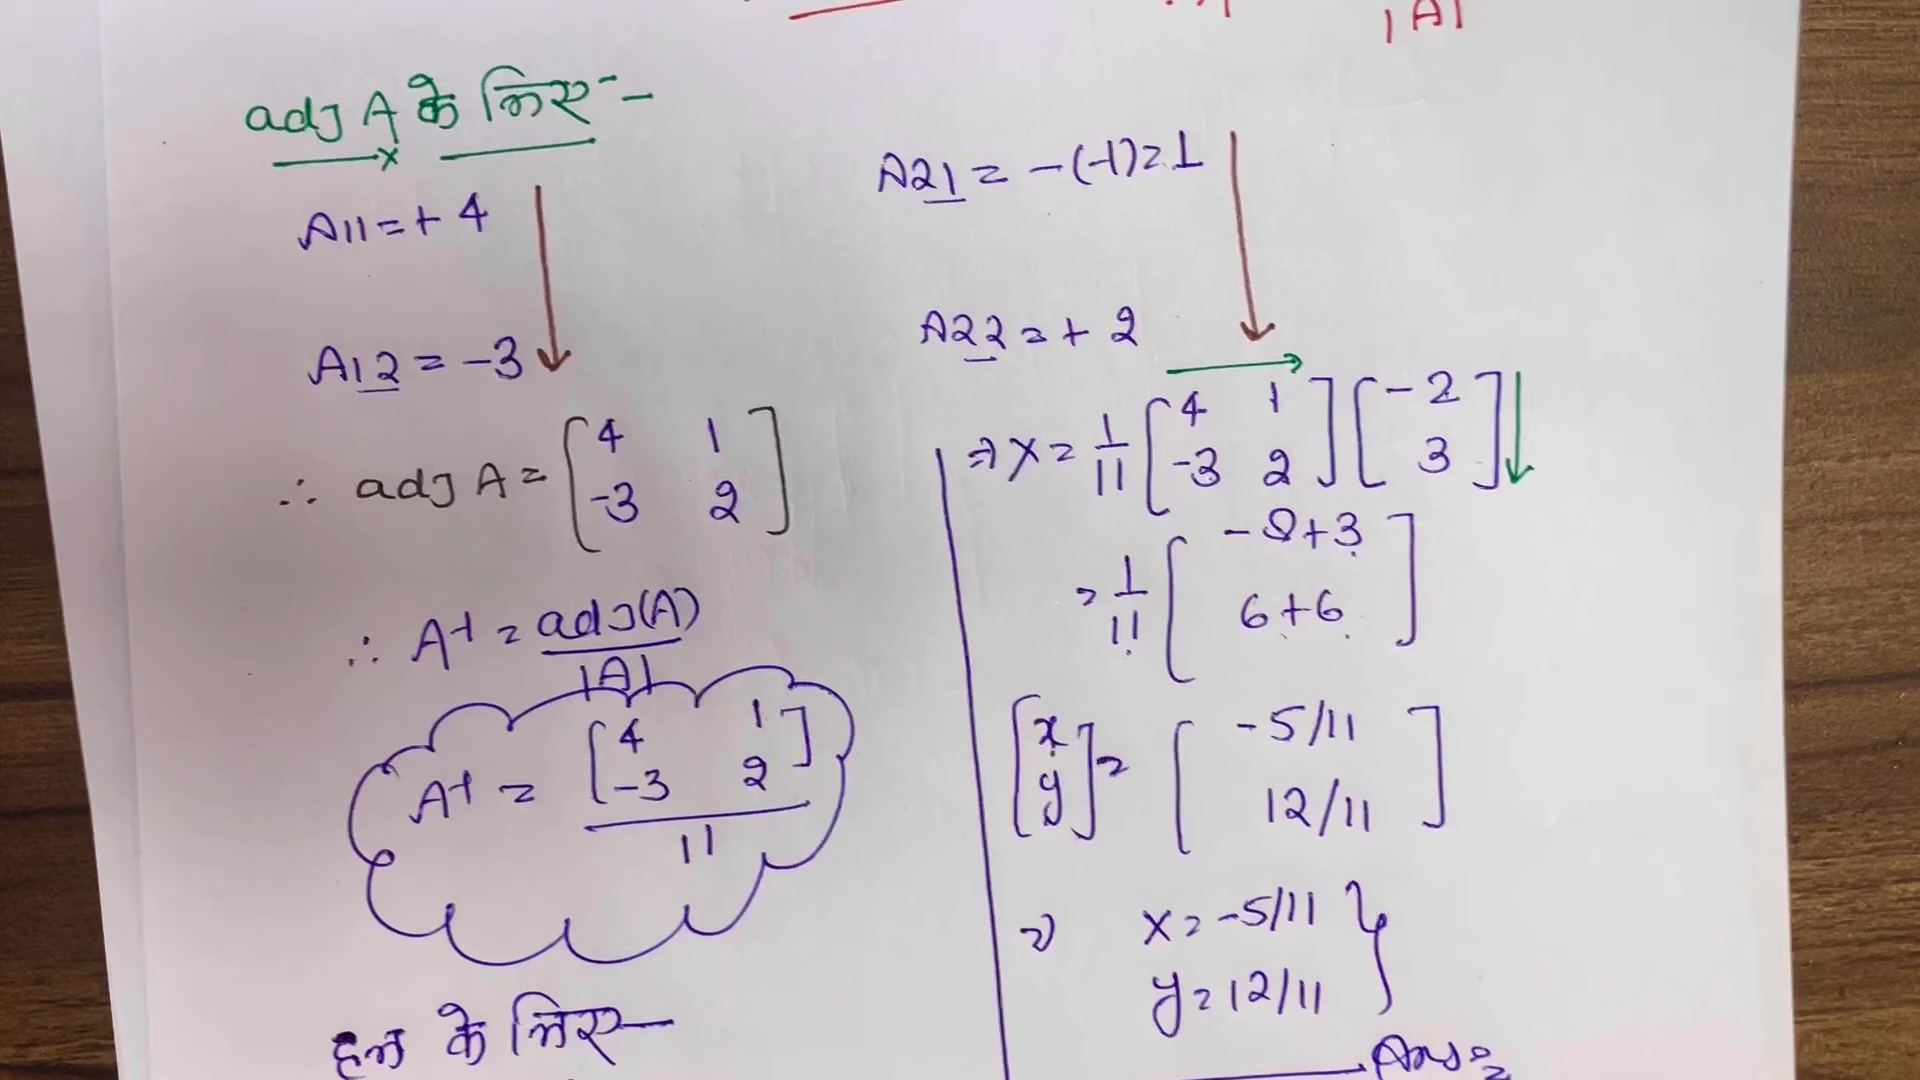 |A|
adj A के लिए -
A11 = + 4
A12 = -3
∴ adj A = [4 1
-3 2]
∴ A-1 = adj(A)
|A|
A-1 = [4 1
-3 2]
11
हल के लिए -
A21 = -(-1) = 1
A22 = + 2
⇒ X = 1/11 [4 1 [-2
-3 2] 3]
= 1/11 [-8+3
6+6]
[x = [-5/11
y] 12/11]
⇒ x = -5/11 }
y = 12/11
Ans =